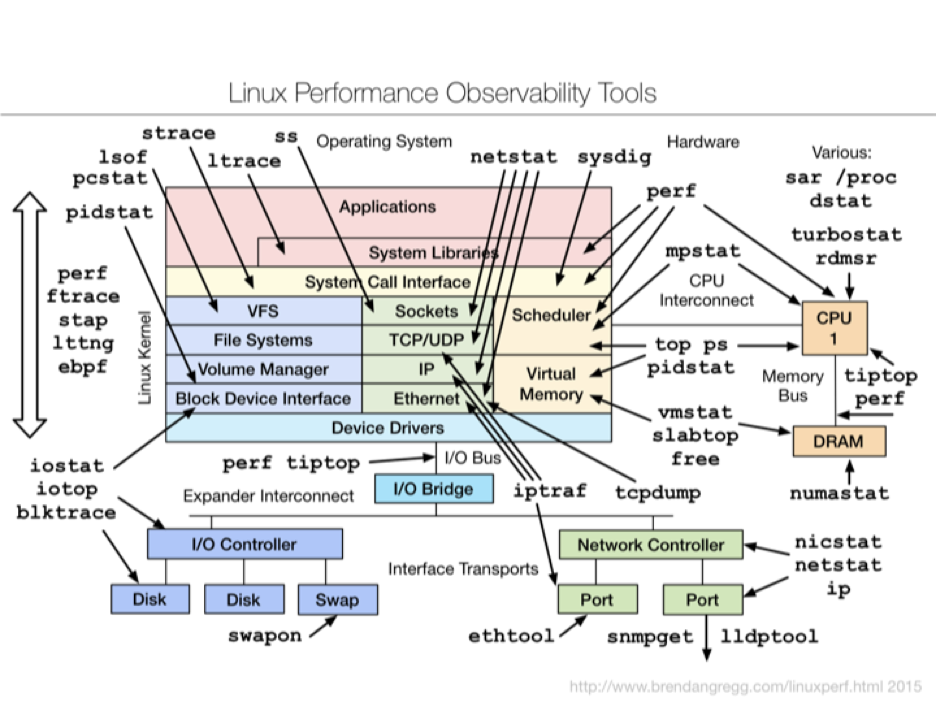 Linux Performance Observability Tools
strace
ss
Operating System
Hardware
lsof
ltrace
netstat
sysdig
Various:
pcstat
sar /proc
dstat
pidstat
perf
Applications
turbostat
rdmsr
mpstat
System Libraries
CPU
Interconnect
System Call Interface
perf
ftrace
stap
lttng
ebpf
Linux Kernel
VFS
Sockets
Scheduler
CPU
1
File Systems
TCP/UDP
top ps
pidstat
Volume Manager
IP
Virtual
Memory
Memory
Bus
tiptop
perf
Block Device Interface
Ethernet
vmstat
slabtop
free
Device Drivers
DRAM
iostat
iotop
blktrace
perf tiptop
I/O Bus
I/O Bridge
iptraf
tcpdump
numastat
Expander Interconnect
I/O Controller
Network Controller
nicstat
netstat
ip
Interface Transports
Disk
Disk
Swap
Port
Port
swapon
ethtool
snmpget
lldptool
http://www.brendangregg.com/linuxperf.html 2015